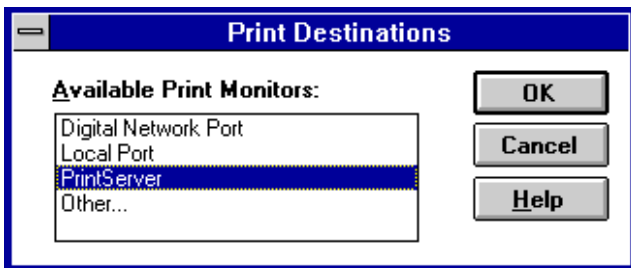 Print Destinations
Available Print Monitors:
Digital Network Port
Local Port
PrintServer
Other...
OK
Cancel
Help